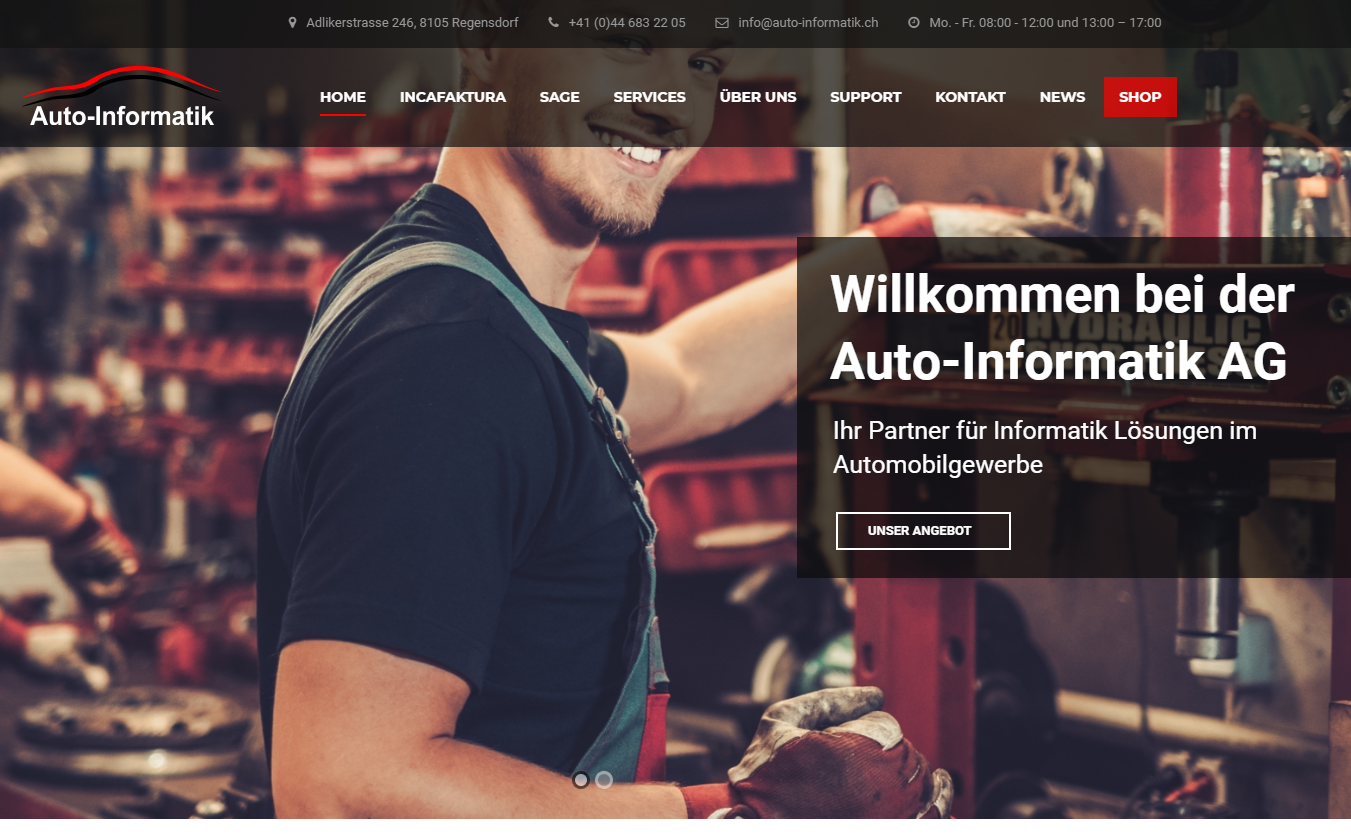 Adlikerstrasse 246, 8105 Regensdorf
+41 (0)44 683 22 05
info@auto-informatik.ch
Mo. - Fr. 08:00 - 12:00 und 13:00 – 17:00
Auto-Informatik
HOME
INCAFAKTURA
SAGE
SERVICES
ÜBER UNS
SUPPORT
KONTAKT
NEWS
SHOP
Willkommen bei der
Auto-Informatik AG
20 HYDRAULIC
Ihr Partner für Informatik Lösungen im
Automobilgewerbe
UNSER ANGEBOT